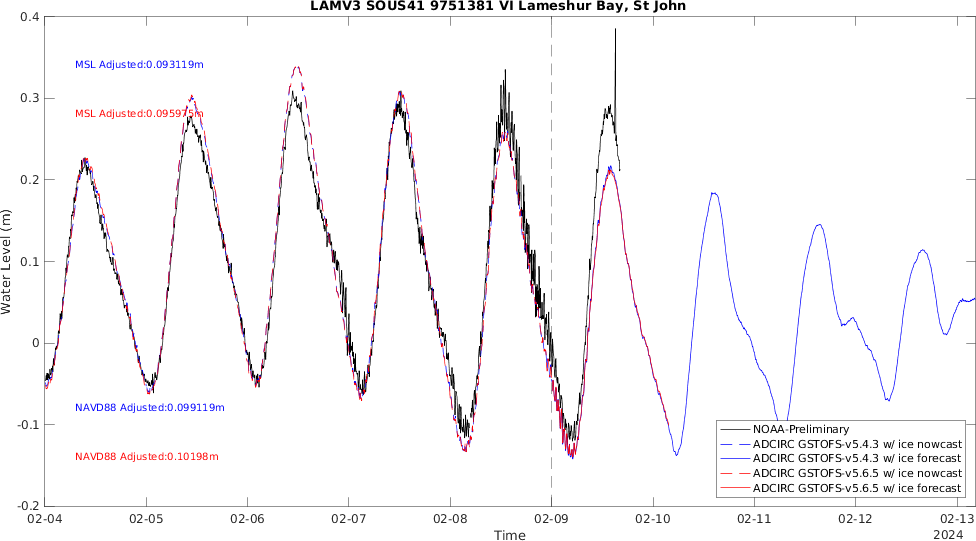 LAMV3 SOUS41 9751381 VI Lameshur Bay, St John
MSL Adjusted:0.093119m
MSL Adjusted:0.095975m
NAVD88 Adjusted:0.099119m
NAVD88 Adjusted:0.10198m
Water Level (m)
0.4
0.3
0.2
0.1
0
-0.1
-0.2
NOAA-Preliminary
ADCIRC GSTOFS-v5.4.3 w/ ice nowcast
ADCIRC GSTOFS-v5.4.3 w/ ice forecast
ADCIRC GSTOFS-v5.6.5 w/ ice nowcast
ADCIRC GSTOFS-v5.6.5 w/ ice forecast
02-04 02-05 02-06 02-07 02-08 02-09 02-10 02-11 02-12 02-13
Time
2024